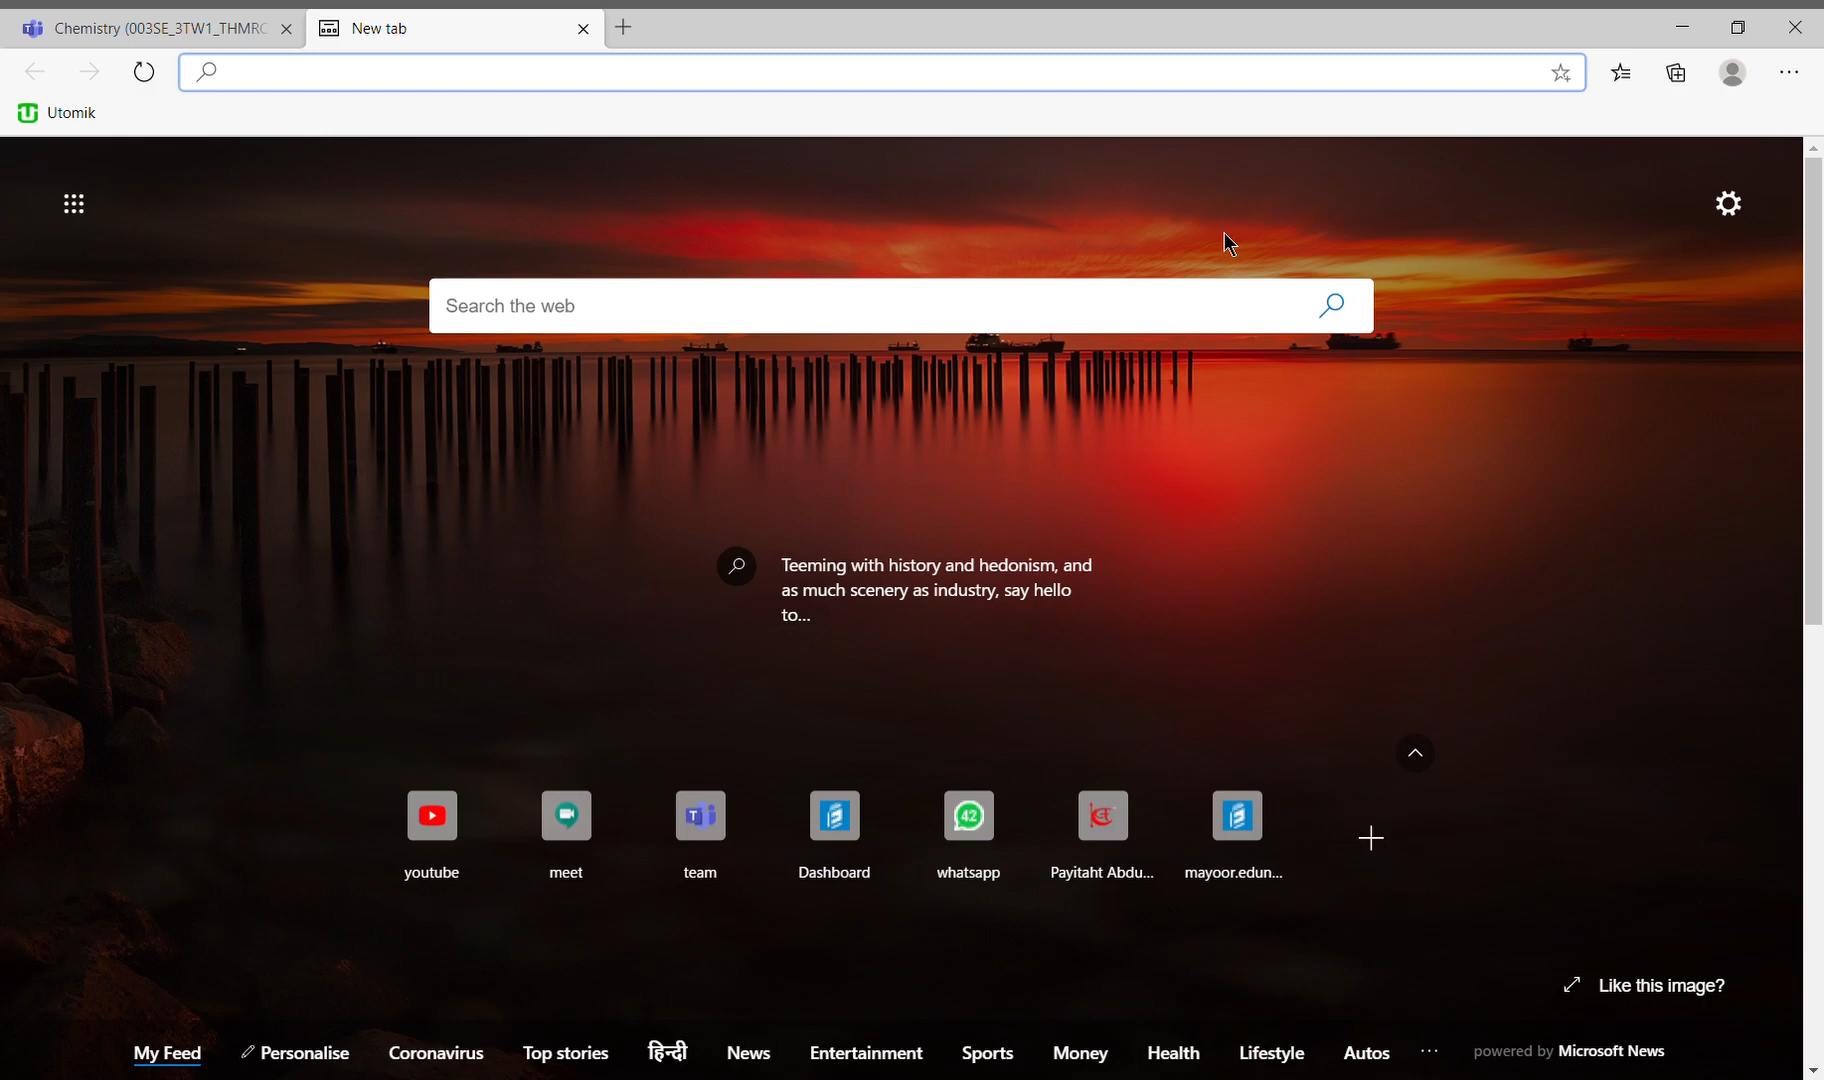 Chemistry (003SE_3TW1_THMRC
New tab
Utomik
Search the web
Teeming with history and hedonism, and
as much scenery as industry, say hello
to...
42
youtube
meet
team
Dashboard
whatsapp
Payitaht Abdu...
mayoor.edun...
Like this image?
My Feed
Personalise
Coronavirus
Top stories
हिन्दी
News
Entertainment
Sports
Money
Health
Lifestyle
Autos
powered by Microsoft News